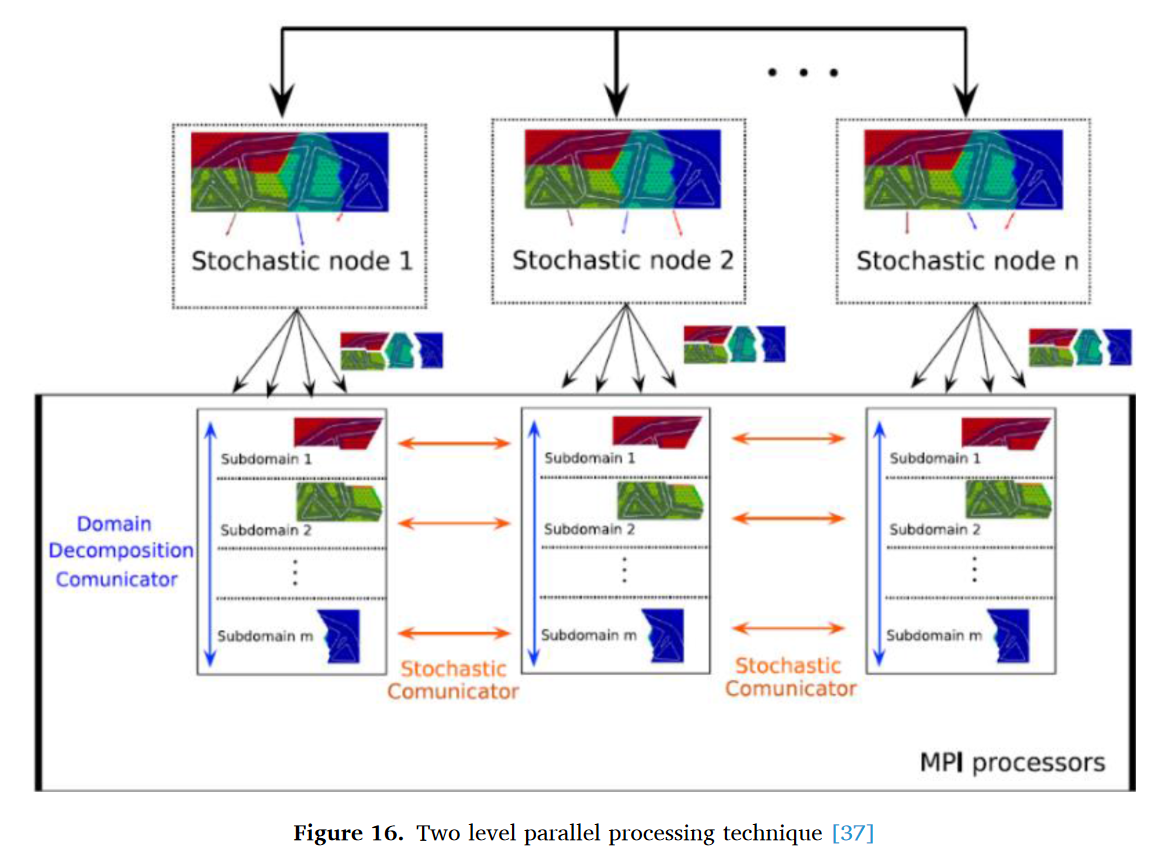 . . .
Stochastic node 1
Stochastic node 2
Stochastic node n
Subdomain 1
Subdomain 1
Subdomain 1
Subdomain 2
Subdomain 2
Subdomain 2
Domain
Decomposition
Comunicator
Subdomain m
Subdomain m
Subdomain m
Stochastic
Comunicator
Stochastic
Comunicator
MPI processors
Figure 16. Two level parallel processing technique [37]